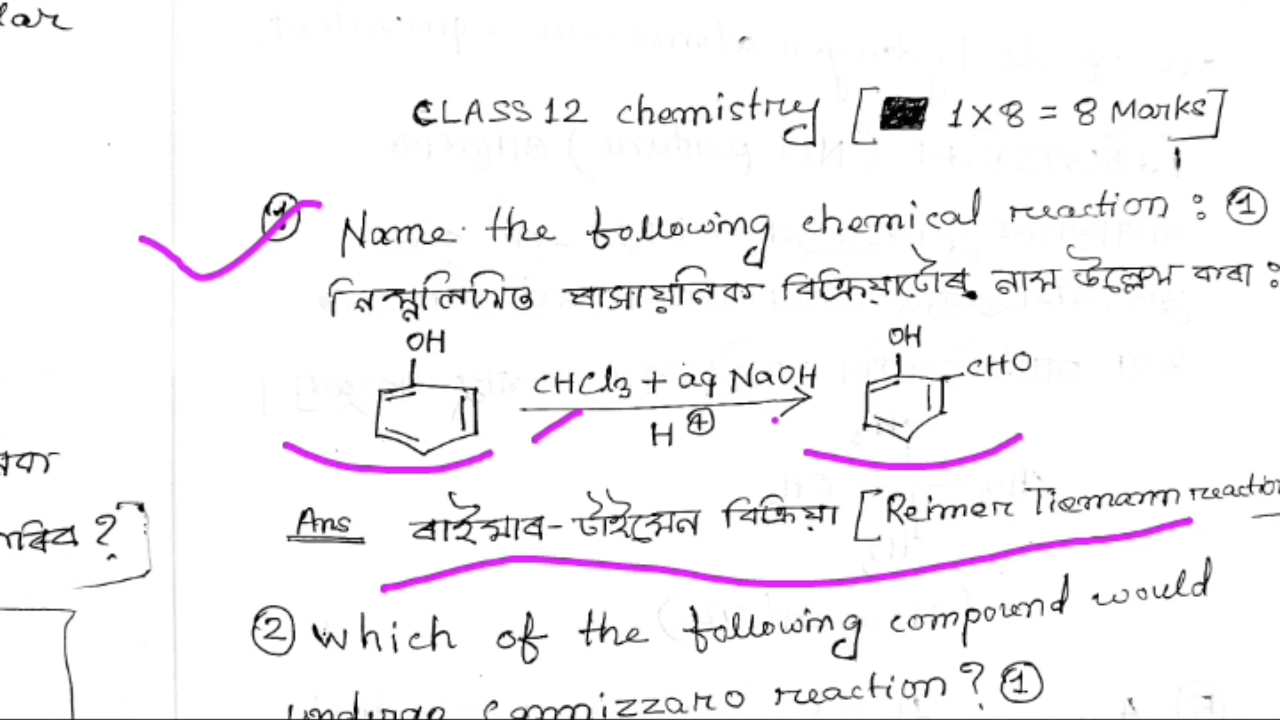 lar
CLASS 12 chemistry [ 1 x 8 = 8 Marks]
① Name the following chemical reaction : ①
নিম্নলিখিত ৰাসায়নিক বিক্রিয়াটোৰ নাম উল্লেখ কৰা :
OH
OH
CHO
CHCl3 + aq NaOH
H⊕
Ans ৰাইমাৰ-টাইমেন বিক্রিয়া [Reimer Tiemann reaction
ৰিব ?]
② Which of the following compound would
undergo cannizzaro reaction? ①